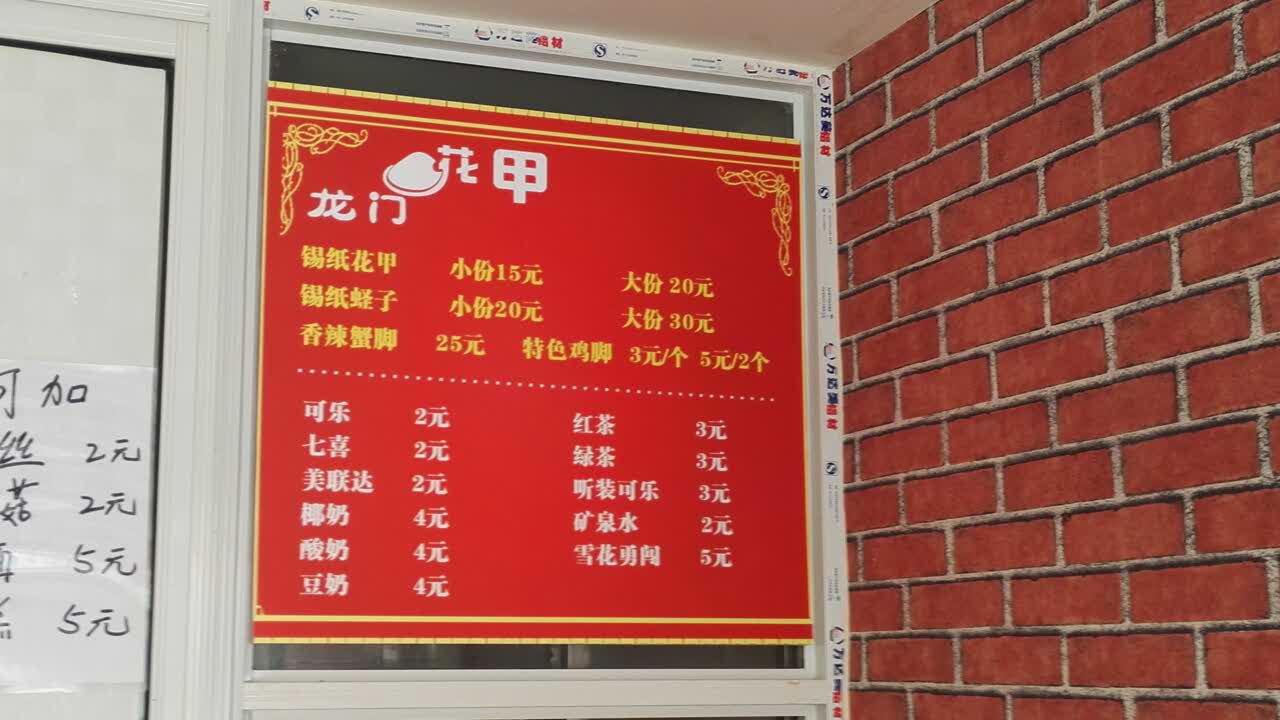 花甲
龙门
锡纸花甲 小份15元 大份 20元
锡纸蛏子 小份20元 大份 30元
香辣蟹脚 25元 特色鸡脚 3元/个 5元/2个
可乐 2元 红茶 3元
七喜 2元 绿茶 3元
美联达 2元 听装可乐 3元
椰奶 4元 矿泉水 2元
酸奶 4元 雪花勇闯 5元
豆奶 4元
可加
丝 2元
菇 2元
5元
5元
铝材